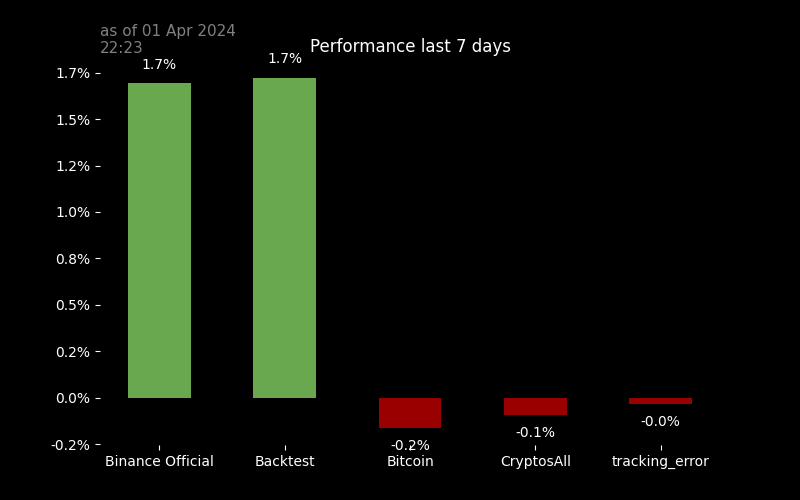 as of 01 Apr 2024
22:23
Performance last 7 days
1.7%
1.7%
1.7%
1.5%
1.2%
1.0%
0.8%
0.5%
0.2%
0.0%
-0.2%
-0.2%
-0.1%
-0.0%
Binance Official
Backtest
Bitcoin
CryptosAll
tracking_error